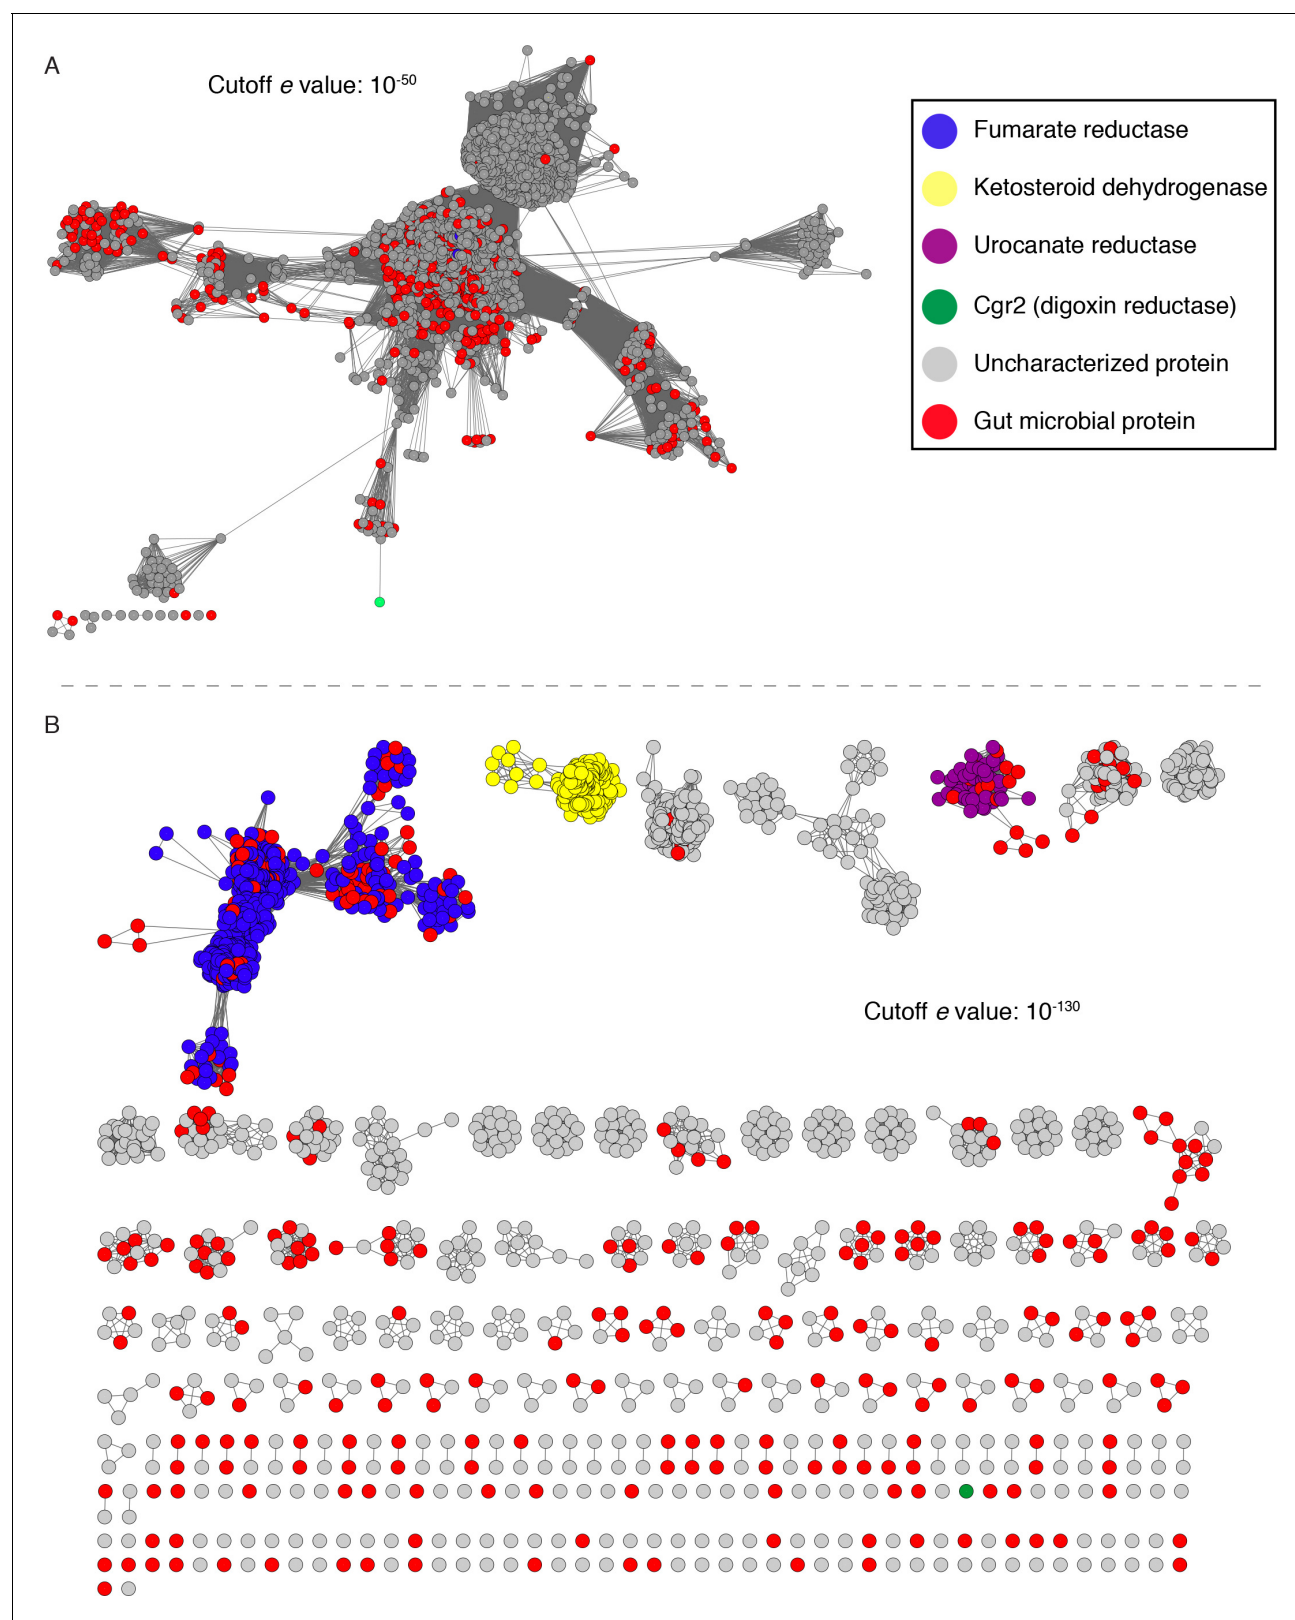 A
Cutoff e value: 10-50
Fumarate reductase
Ketosteroid dehydrogenase
Urocanate reductase
Cgr2 (digoxin reductase)
Uncharacterized protein
Gut microbial protein
B
Cutoff e value: 10-130